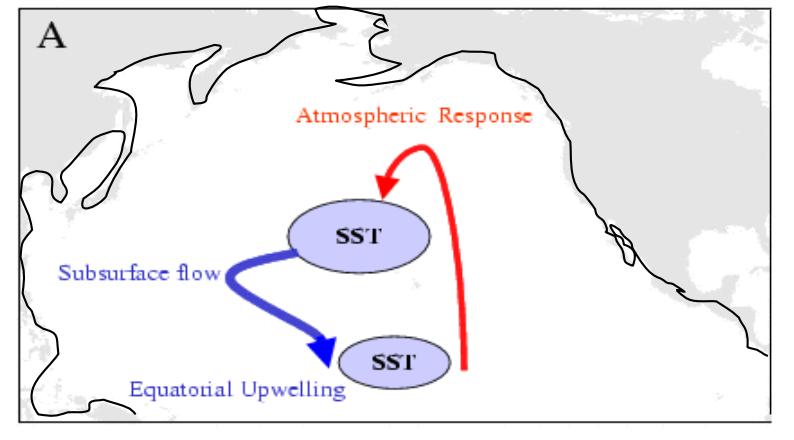 A
Atmospheric Response
SST
Subsurface flow
SST
Equatorial Upwelling